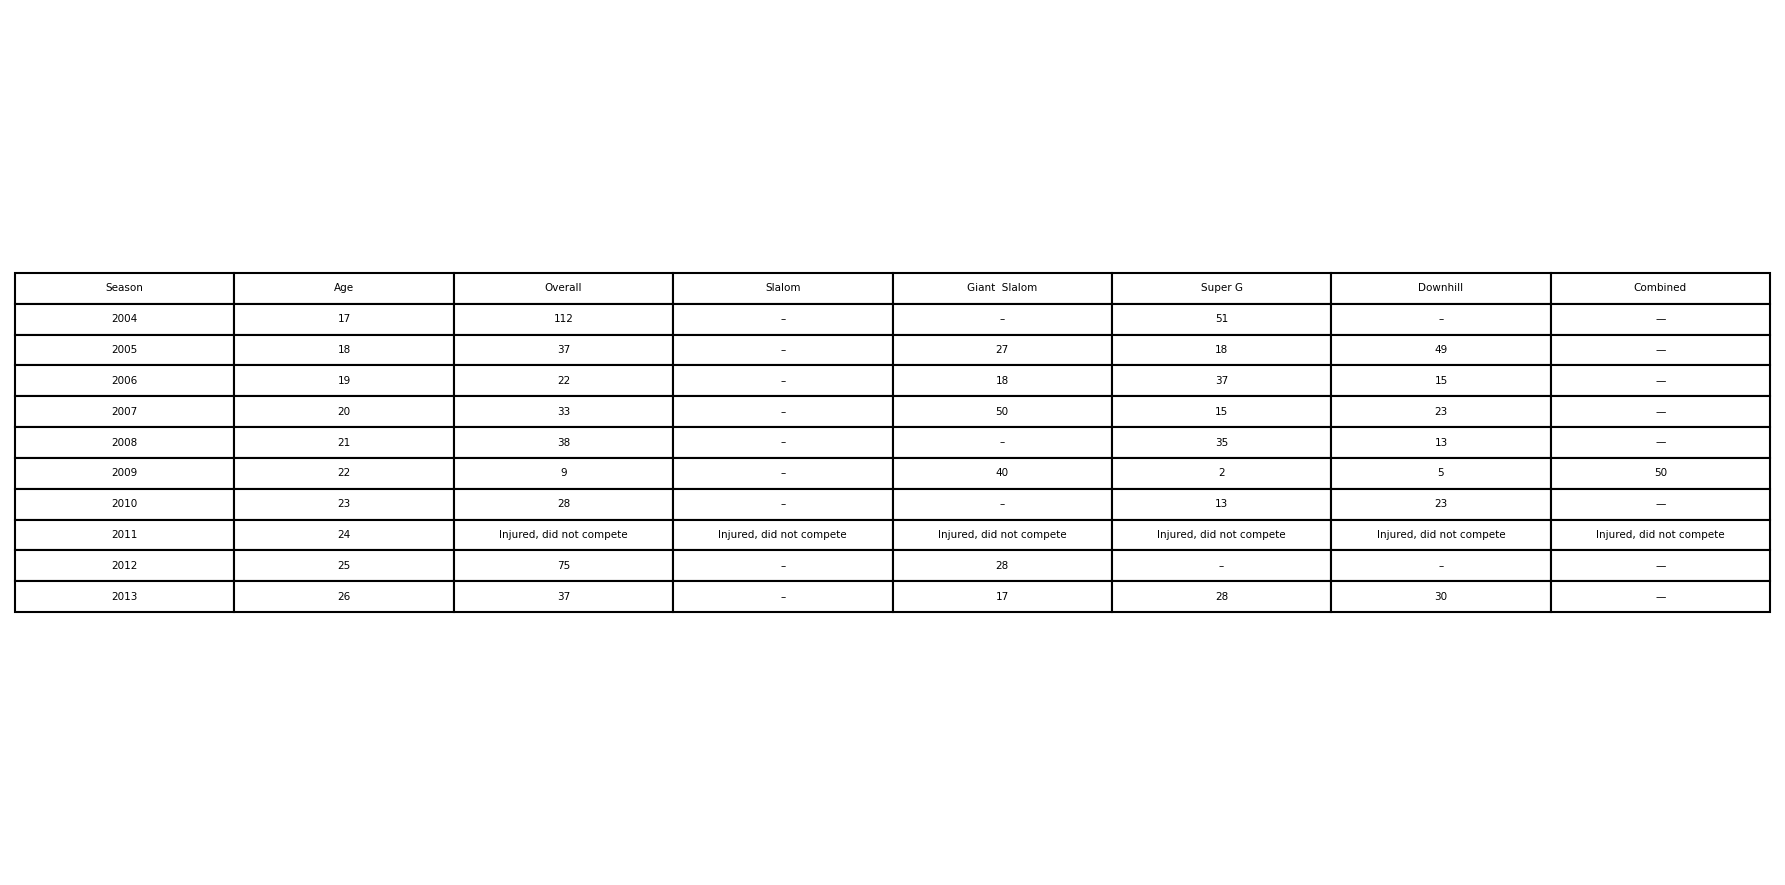 Season Age Overall Slalom Giant  Slalom Super G Downhill Combined
2004 17 112 – – 51 – —
2005 18 37 – 27 18 49 —
2006 19 22 – 18 37 15 —
2007 20 33 – 50 15 23 —
2008 21 38 – – 35 13 —
2009 22 9 – 40 2 5 50
2010 23 28 – – 13 23 —
2011 24 Injured, did not compete Injured, did not compete Injured, did not compete Injured, did not compete Injured, did not compete Injured, did not compete
2012 25 75 – 28 – – —
2013 26 37 – 17 28 30 —